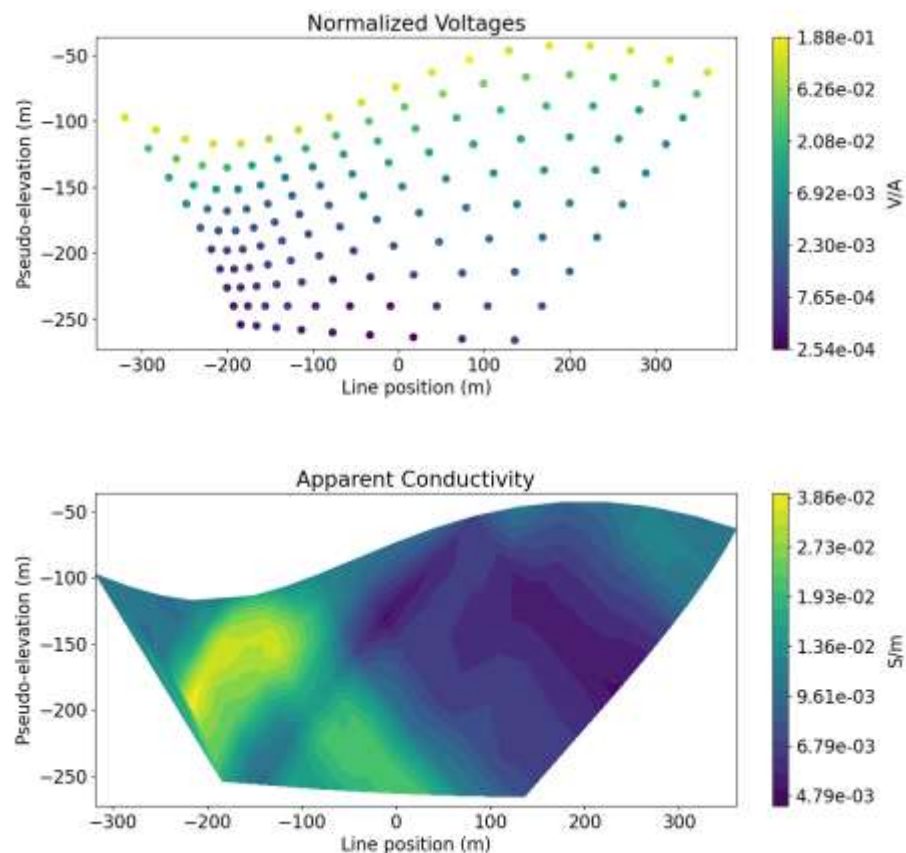 Normalized Voltages
Pseudo-elevation (m)
−50
−100
−150
−200
−250
−300 −200 −100 0 100 200 300
Line position (m)
1.88e-01
6.26e-02
2.08e-02
6.92e-03
2.30e-03
7.65e-04
2.54e-04
V/A
Apparent Conductivity
Pseudo-elevation (m)
−50
−100
−150
−200
−250
−300 −200 −100 0 100 200 300
Line position (m)
3.86e-02
2.73e-02
1.93e-02
1.36e-02
9.61e-03
6.79e-03
4.79e-03
S/m